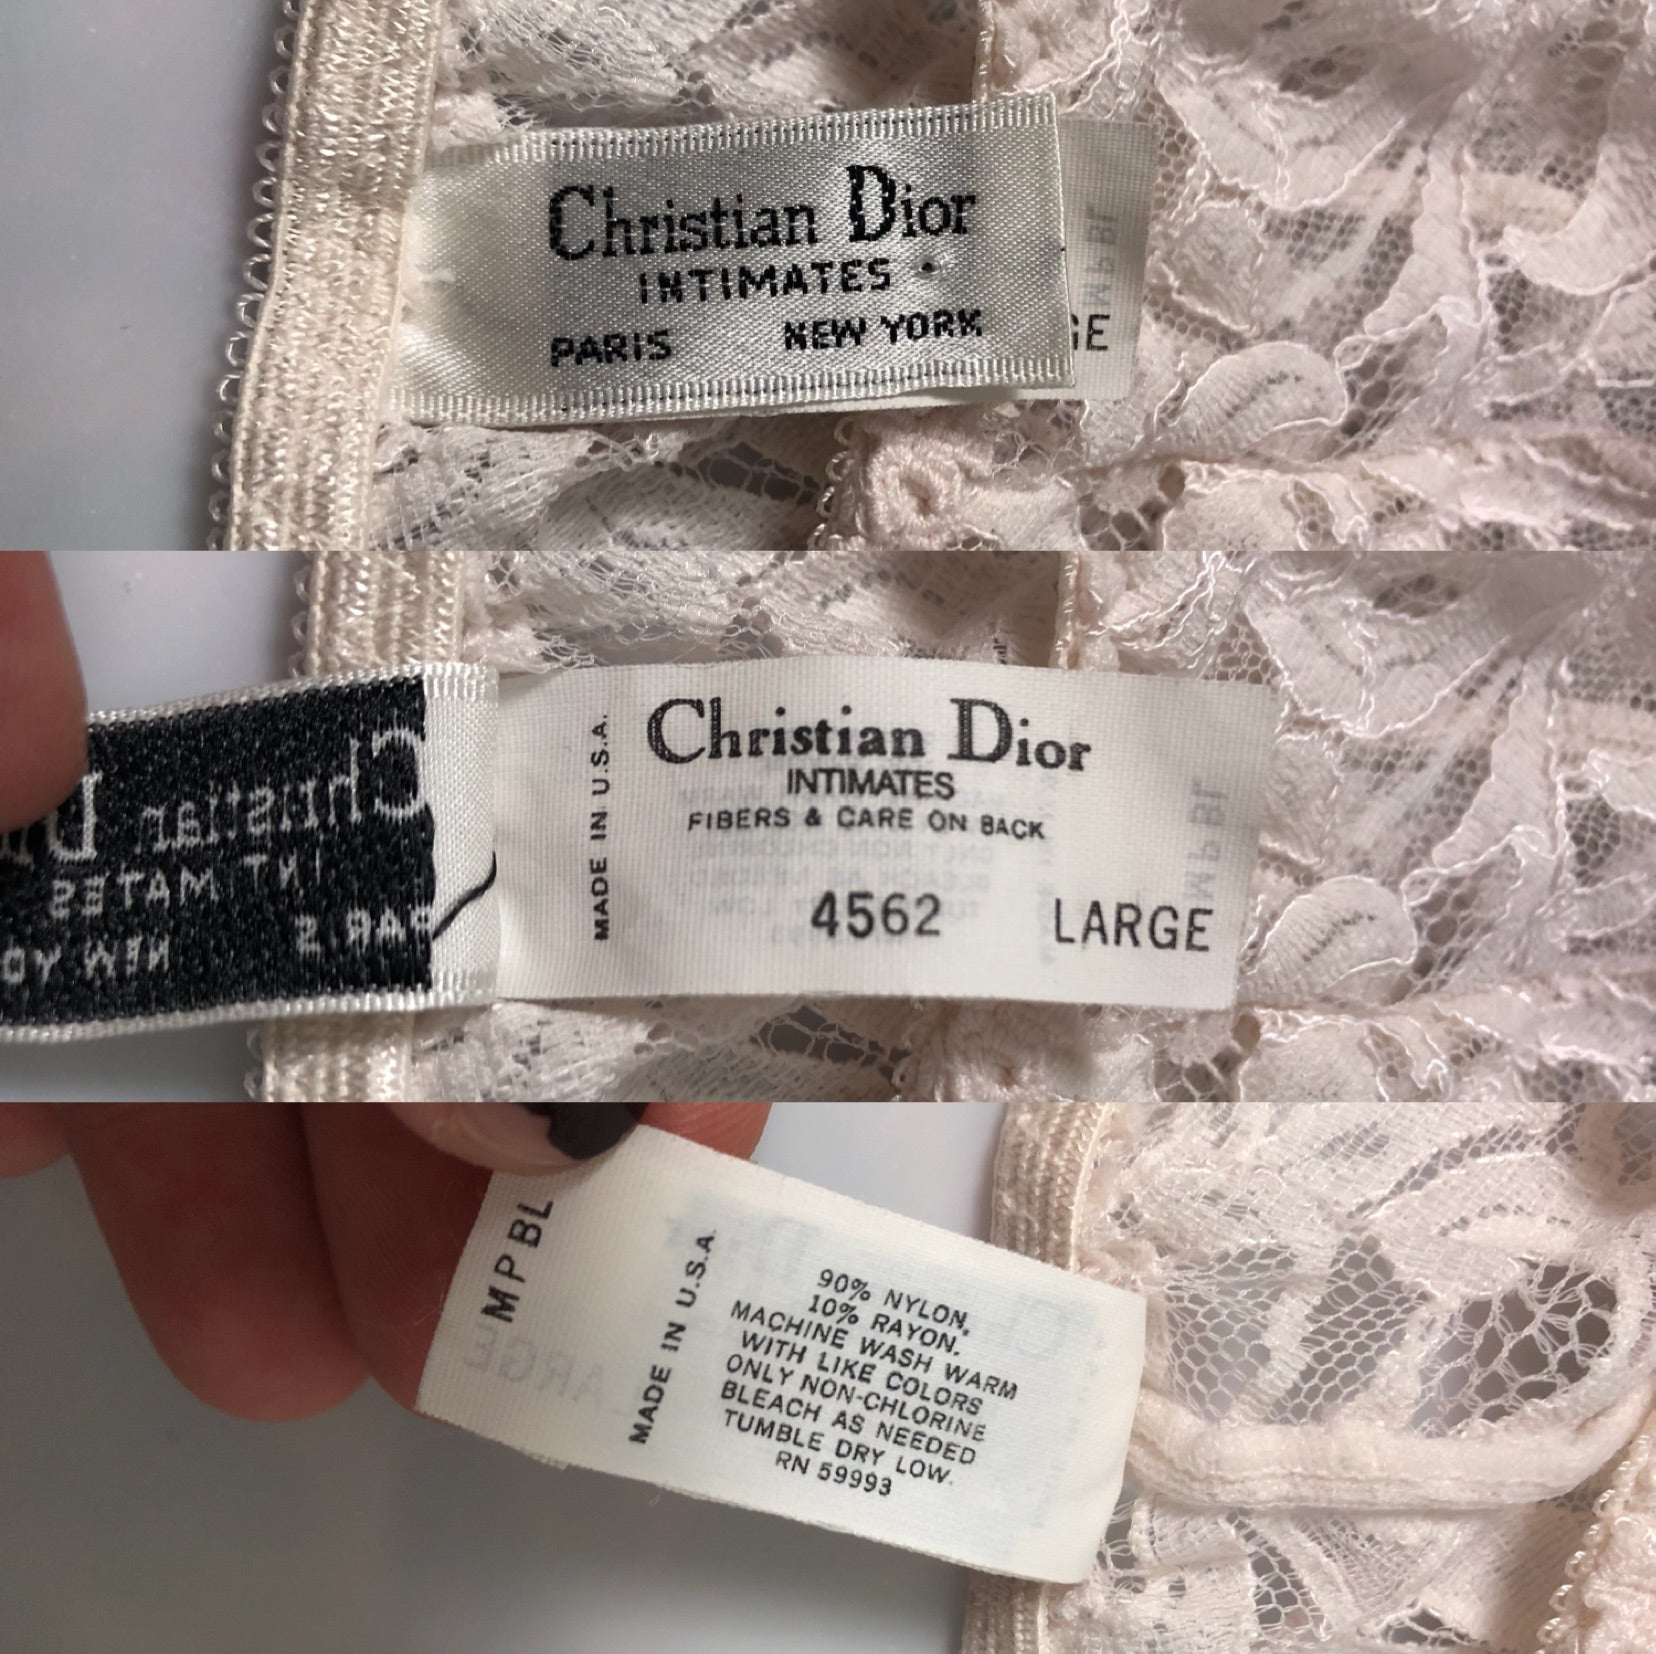 Christian Dior
INTIMATES
PARIS NEW YORK
GE
MPBL
Christian
INTIMATES
PARIS
NEW YO
MADE IN U.S.A.
Christian Dior
INTIMATES
FIBERS & CARE ON BACK
4562 LARGE
MPBL
MPBL
MADE IN U.S.A.
90% NYLON,
10% RAYON.
MACHINE WASH WARM
WITH LIKE COLORS
ONLY NON-CHLORINE
BLEACH AS NEEDED
TUMBLE DRY LOW.
RN 59993